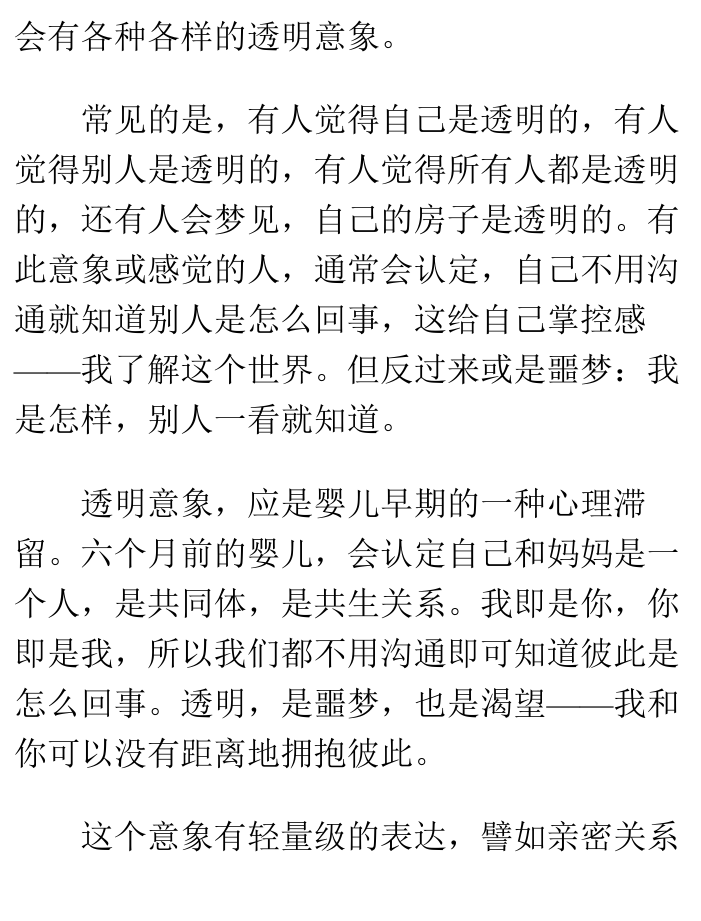 会有各种各样的透明意象。
常见的是，有人觉得自己是透明的，有人
觉得别人是透明的，有人觉得所有人都是透明
的，还有人会梦见，自己的房子是透明的。有
此意象或感觉的人，通常会认定，自己不用沟
通就知道别人是怎么回事，这给自己掌控感
——我了解这个世界。但反过来或是噩梦：我
是怎样，别人一看就知道。
透明意象，应是婴儿早期的一种心理滞
留。六个月前的婴儿，会认定自己和妈妈是一
个人，是共同体，是共生关系。我即是你，你
即是我，所以我们都不用沟通即可知道彼此是
怎么回事。透明，是噩梦，也是渴望——我和
你可以没有距离地拥抱彼此。
这个意象有轻量级的表达，譬如亲密关系